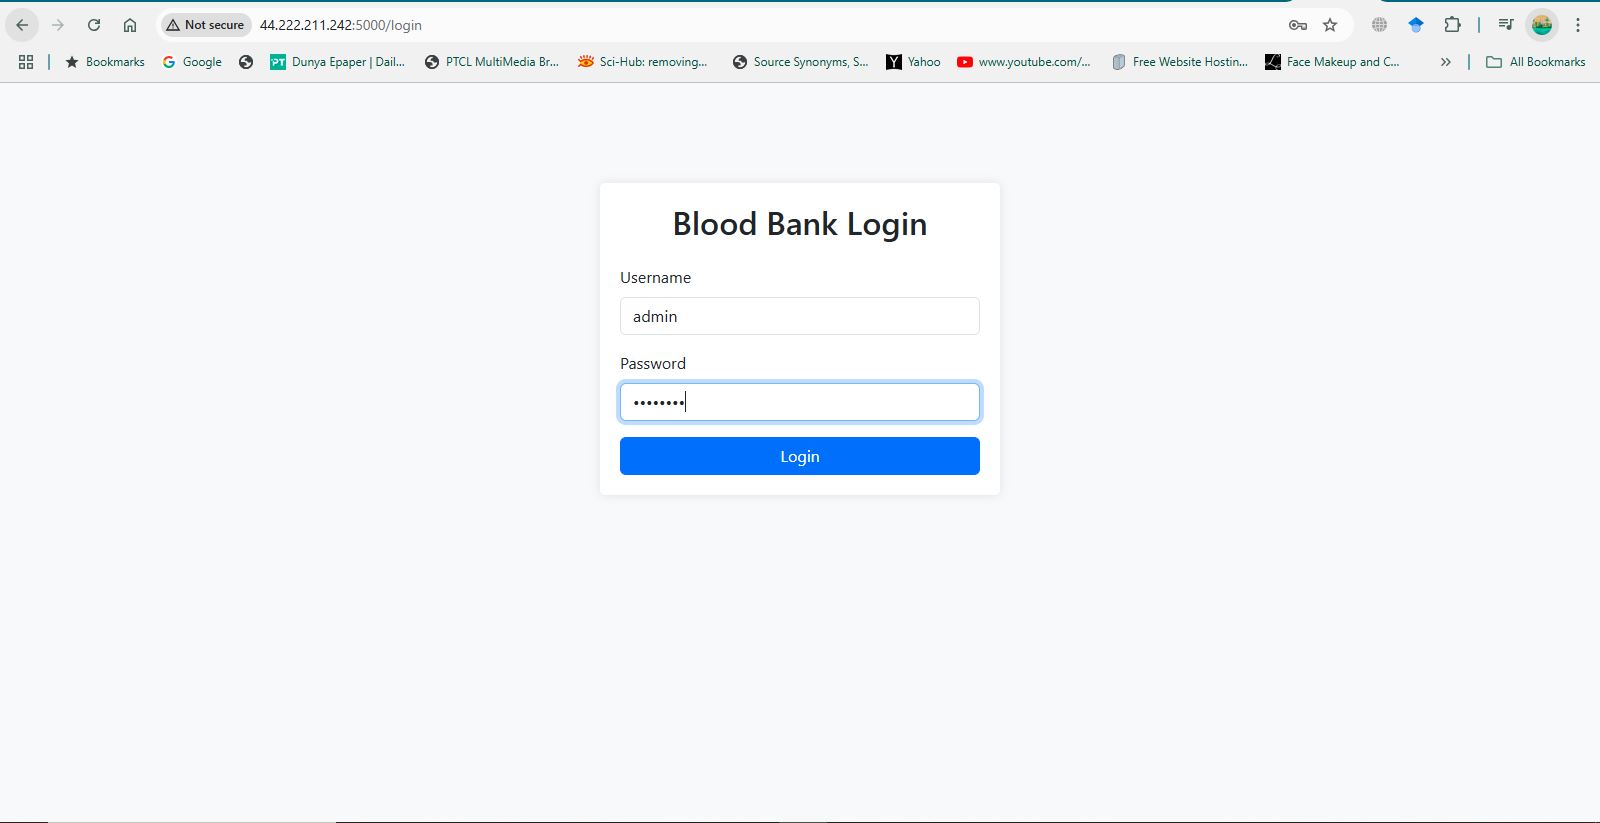 Not secure 44.222.211.242:5000/login
Bookmarks Google Dunya Epaper | Dail... PTCL MultiMedia Br... Sci-Hub: removing... Source Synonyms, S... Yahoo www.youtube.com/... Free Website Hostin... Face Makeup and C... » All Bookmarks
Blood Bank Login
Username
admin
Password
••••••••
Login